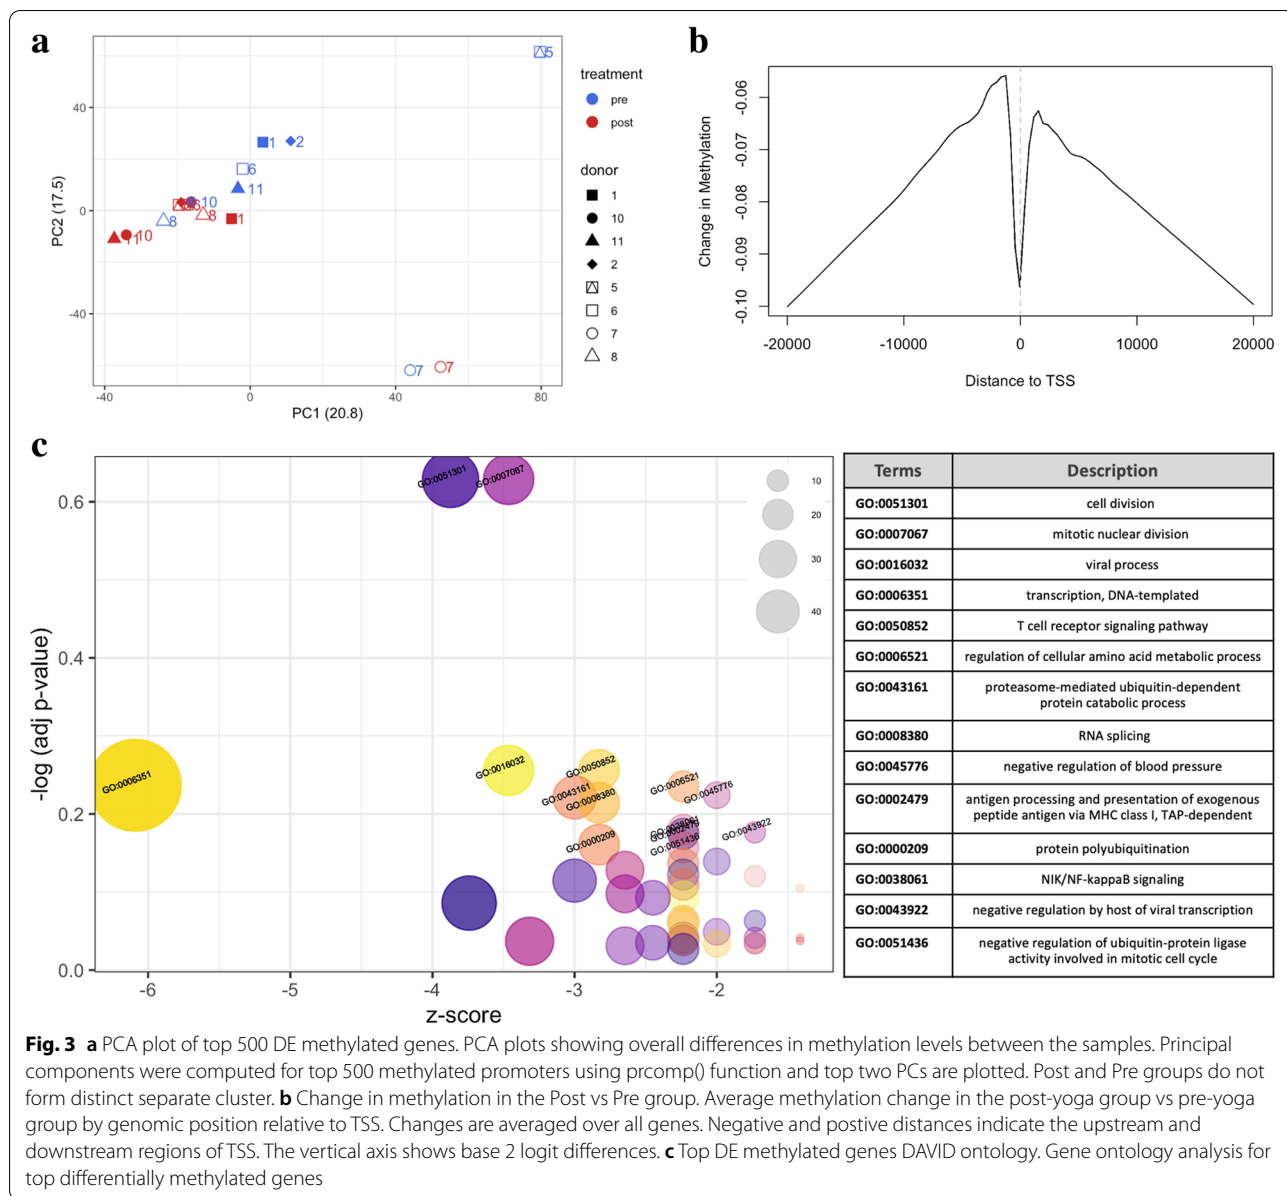 a
40
0
-40
PC2 (17.5)
-40
0
40
80
PC1 (20.8)
5
1
2
6
11
10
8
8
1
10
7
7
treatment
pre
post
donor
1
10
11
2
5
6
7
8
b
Change in Methylation
-0.06
-0.07
-0.08
-0.09
-0.10
-20000
-10000
0
10000
20000
Distance to TSS
c
-log (adj p-value)
0.6
0.4
0.2
0.0
-6
-5
-4
-3
-2
z-score
GO:0051301
GO:0007067
GO:0006351
GO:0016032
GO:0050852
GO:0043161
GO:0008380
GO:0000209
GO:0006521
GO:0045776
GO:0038061
GO:0002479
GO:0051436
GO:0043922
10
20
30
40
Terms Description
GO:0051301 cell division
GO:0007067 mitotic nuclear division
GO:0016032 viral process
GO:0006351 transcription, DNA-templated
GO:0050852 T cell receptor signaling pathway
GO:0006521 regulation of cellular amino acid metabolic process
GO:0043161 proteasome-mediated ubiquitin-dependent
protein catabolic process
GO:0008380 RNA splicing
GO:0045776 negative regulation of blood pressure
GO:0002479 antigen processing and presentation of exogenous
peptide antigen via MHC class I, TAP-dependent
GO:0000209 protein polyubiquitination
GO:0038061 NIK/NF-kappaB signaling
GO:0043922 negative regulation by host of viral transcription
GO:0051436 negative regulation of ubiquitin-protein ligase
activity involved in mitotic cell cycle
Fig. 3 a PCA plot of top 500 DE methylated genes. PCA plots showing overall differences in methylation levels between the samples. Principal
components were computed for top 500 methylated promoters using prcomp() function and top two PCs are plotted. Post and Pre groups do not
form distinct separate cluster. b Change in methylation in the Post vs Pre group. Average methylation change in the post-yoga group vs pre-yoga
group by genomic position relative to TSS. Changes are averaged over all genes. Negative and postive distances indicate the upstream and
downstream regions of TSS. The vertical axis shows base 2 logit differences. c Top DE methylated genes DAVID ontology. Gene ontology analysis for
top differentially methylated genes